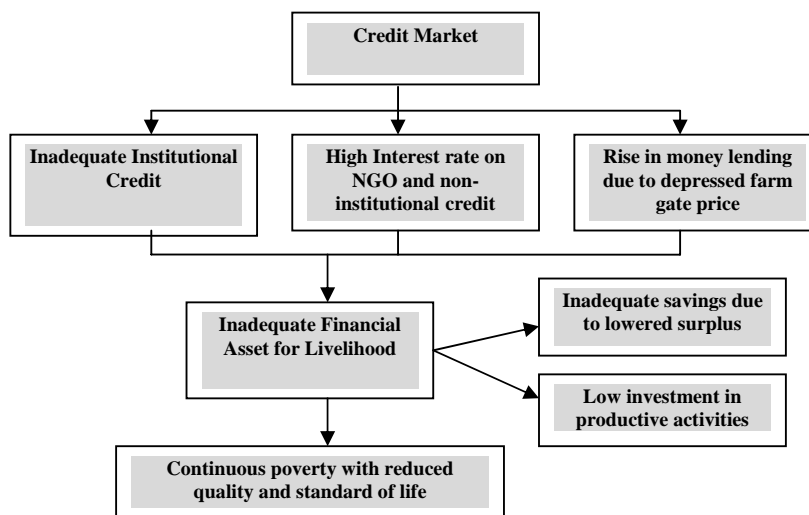 Credit Market
Inadequate Institutional
Credit
High Interest rate on
NGO and non-
institutional credit
Rise in money lending
due to depressed farm
gate price
Inadequate Financial
Asset for Livelihood
Inadequate savings due
to lowered surplus
Low investment in
productive activities
Continuous poverty with reduced
quality and standard of life